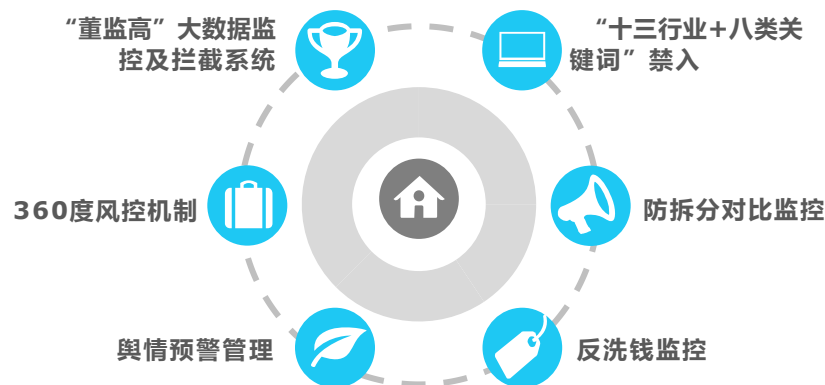 “董监高”大数据监
控及拦截系统
“十三行业+八类关
键词”禁入
360度风控机制
防拆分对比监控
舆情预警管理
反洗钱监控